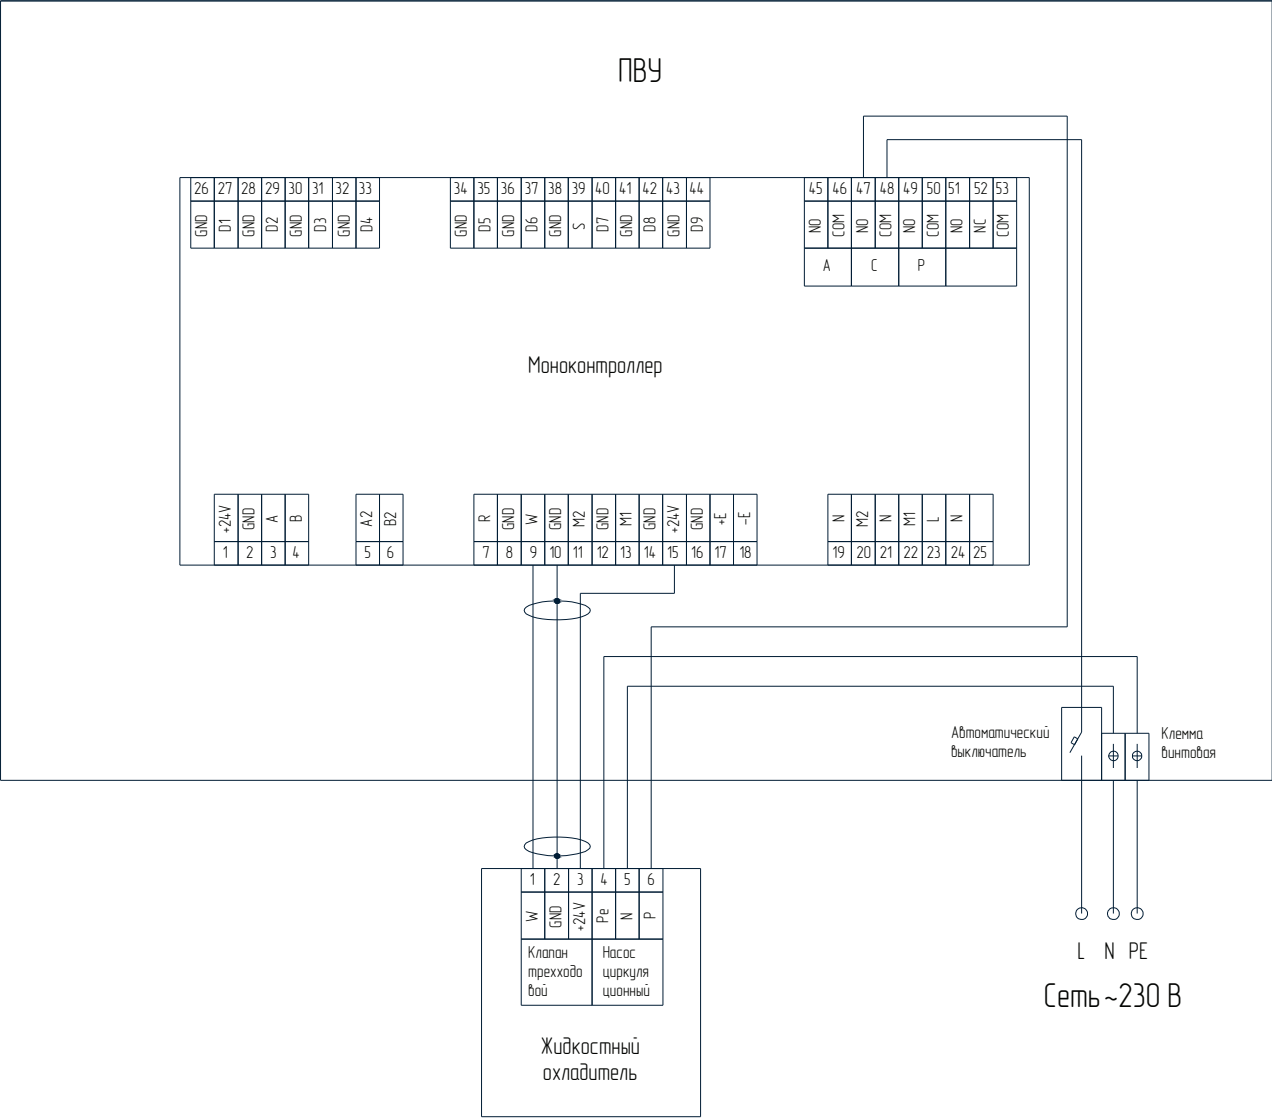 ПВУ
26 27 28 29 30 31 32 33
34 35 36 37 38 39 40 41 42 43 44
45 46 47 48 49 50 51 52 53
GND D1 GND D2 GND D3 GND D4
GND D5 GND D6 GND S D7 GND D8 GND D9
NO COM NO COM NO COM NO NC COM
A C P
Моноконтроллер
+24V GND A B
A2 B2
R GND W GND M2 GND M1 GND +24V GND +E -E
N M2 N M1 L N
1 2 3 4
5 6
7 8 9 10 11 12 13 14 15 16 17 18
19 20 21 22 23 24 25
Автоматический
выключатель
Клемма
винтовая
1 2 3 4 5 6
W GND +24V Pe N P
Клапан
трехходо
вой
Насос
циркуля
ционный
Жидкостный
охладитель
L N PE
Сеть ~230 В